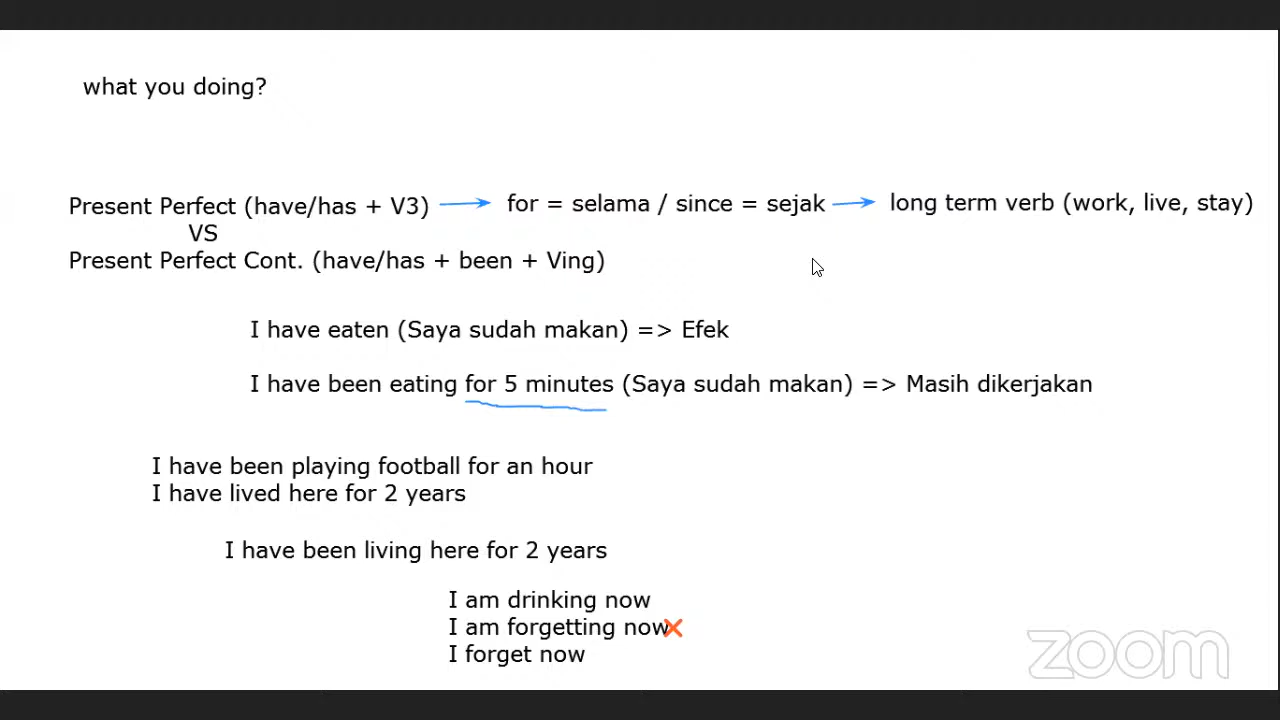 what you doing?
Present Perfect (have/has + V3) for = selama / since = sejak long term verb (work, live, stay)
VS
Present Perfect Cont. (have/has + been + Ving)
I have eaten (Saya sudah makan) => Efek
I have been eating for 5 minutes (Saya sudah makan) => Masih dikerjakan
I have been playing football for an hour
I have lived here for 2 years
I have been living here for 2 years
I am drinking now
I am forgetting now
I forget now
zoom